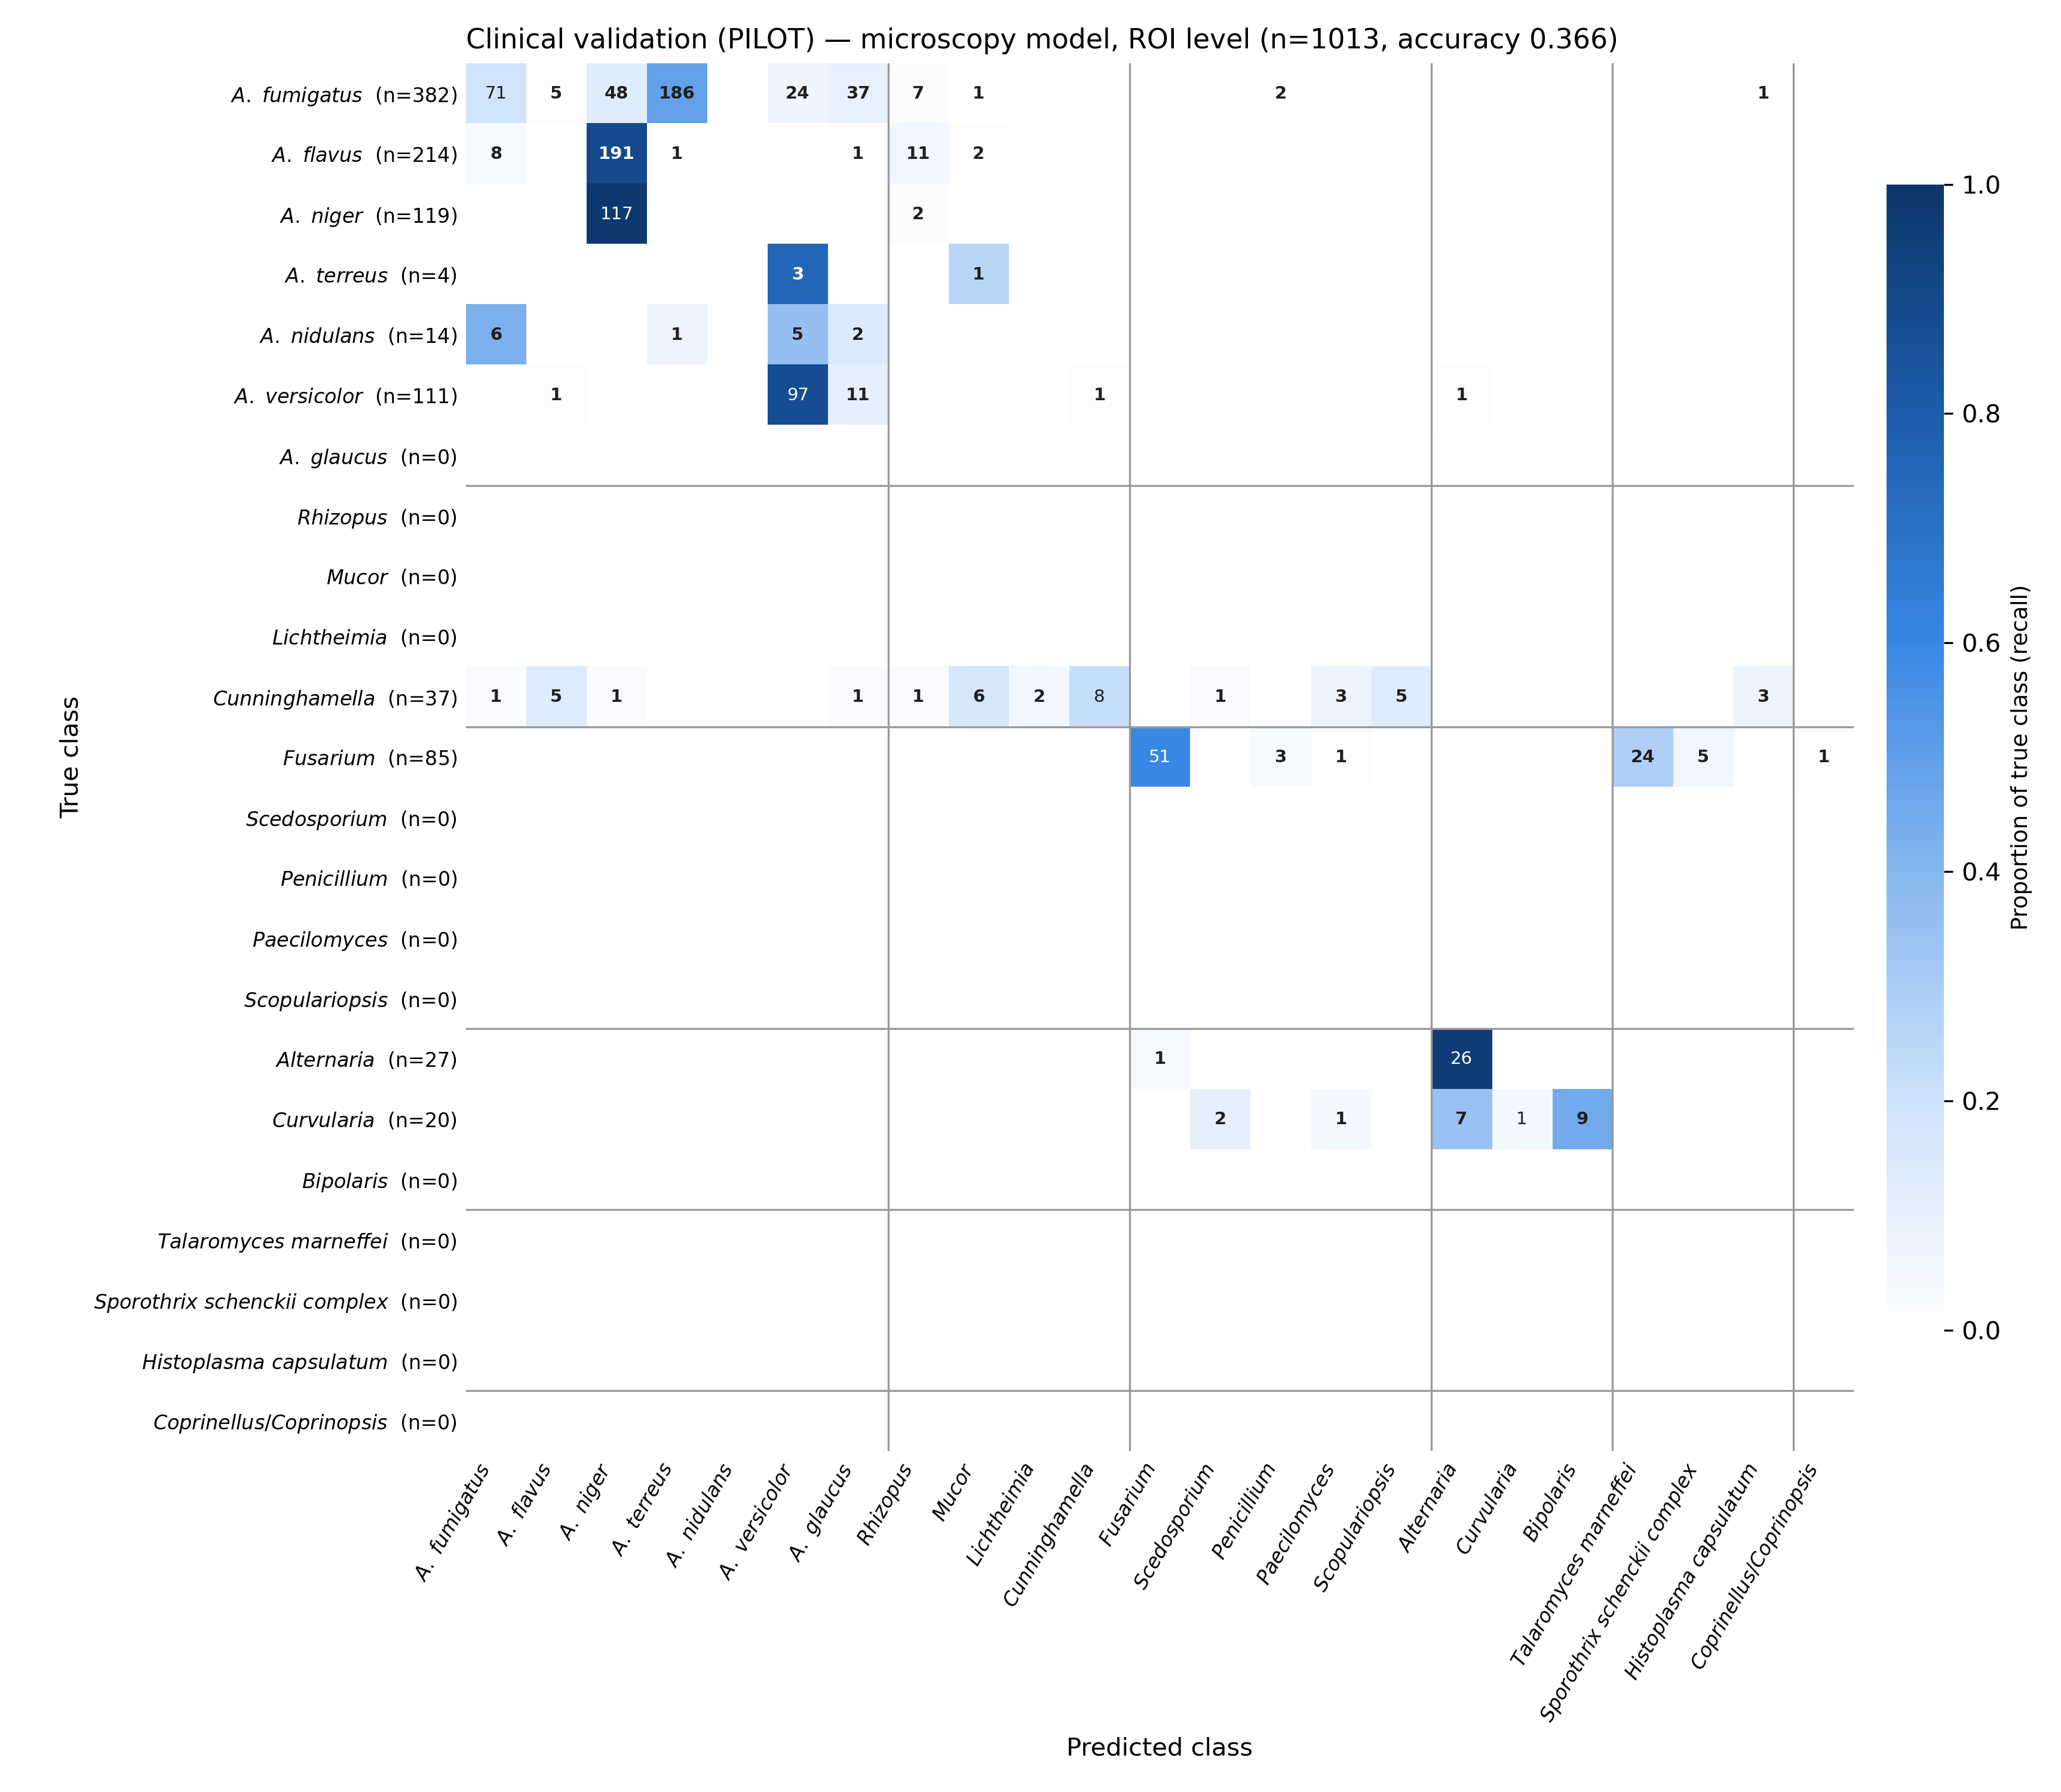 Clinical validation (PILOT) — microscopy model, ROI level (n=1013, accuracy 0.366)
A. fumigatus (n=382) 71 5 48 186 24 37 7 1 2 1
A. flavus (n=214) 8 191 1 1 11 2
A. niger (n=119) 117 2
A. terreus (n=4) 3 1
A. nidulans (n=14) 6 1 5 2
A. versicolor (n=111) 1 97 11 1 1
A. glaucus (n=0)
Rhizopus (n=0)
Mucor (n=0)
Lichtheimia (n=0)
Cunninghamella (n=37) 1 5 1 1 1 6 2 8 1 3 5 3
Fusarium (n=85) 51 3 1 24 5 1
Scedosporium (n=0)
Penicillium (n=0)
Paecilomyces (n=0)
Scopulariopsis (n=0)
Alternaria (n=27) 1 26
Curvularia (n=20) 2 1 7 1 9
Bipolaris (n=0)
Talaromyces marneffei (n=0)
Sporothrix schenckii complex (n=0)
Histoplasma capsulatum (n=0)
Coprinellus/Coprinopsis (n=0)
True class
A. fumigatus
A. flavus
A. niger
A. terreus
A. nidulans
A. versicolor
A. glaucus
Rhizopus
Mucor
Lichtheimia
Cunninghamella
Fusarium
Scedosporium
Penicillium
Paecilomyces
Scopulariopsis
Alternaria
Curvularia
Bipolaris
Talaromyces marneffei
Sporothrix schenckii complex
Histoplasma capsulatum
Coprinellus/Coprinopsis
Predicted class
1.0
0.8
0.6
0.4
0.2
0.0
Proportion of true class (recall)